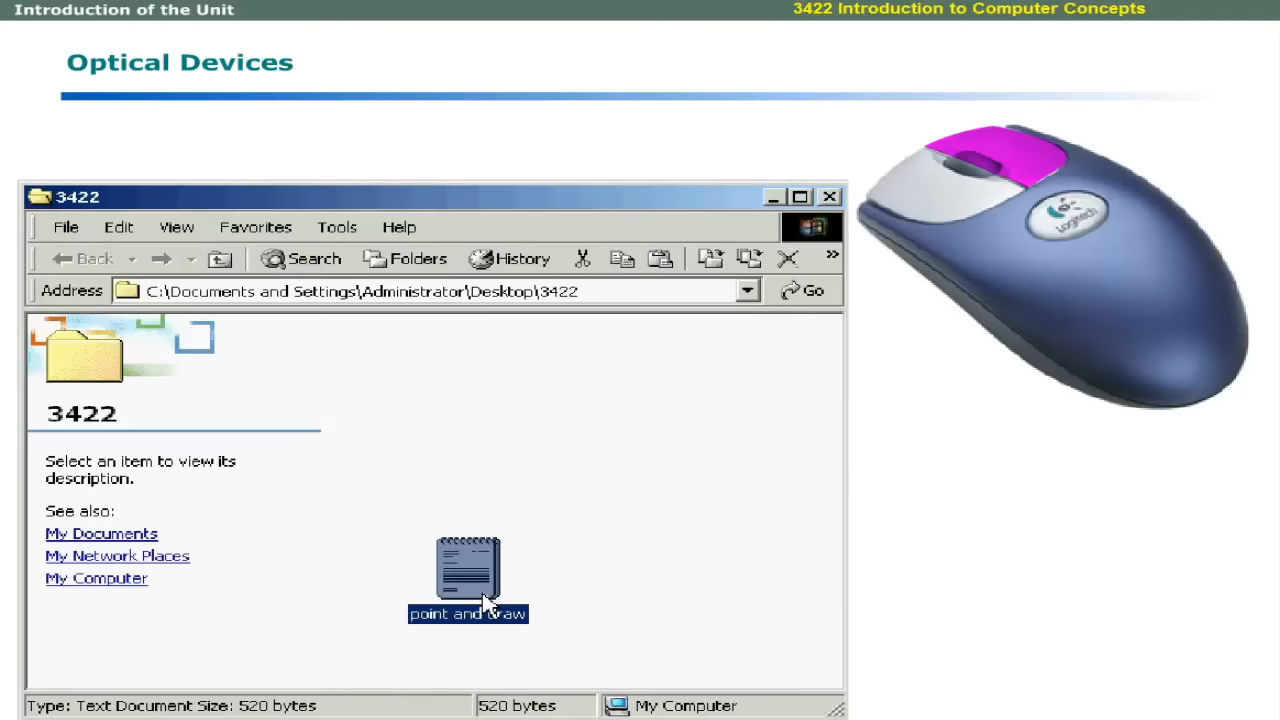 Introduction of the Unit
3422 Introduction to Computer Concepts
Optical Devices
3422
File Edit View Favorites Tools Help
Back Search Folders History »
Address C:\Documents and Settings\Administrator\Desktop\3422 Go
3422
Select an item to view its
description.
See also:
My Documents
My Network Places
My Computer
point and draw
Type: Text Document Size: 520 bytes 520 bytes My Computer
Logitech